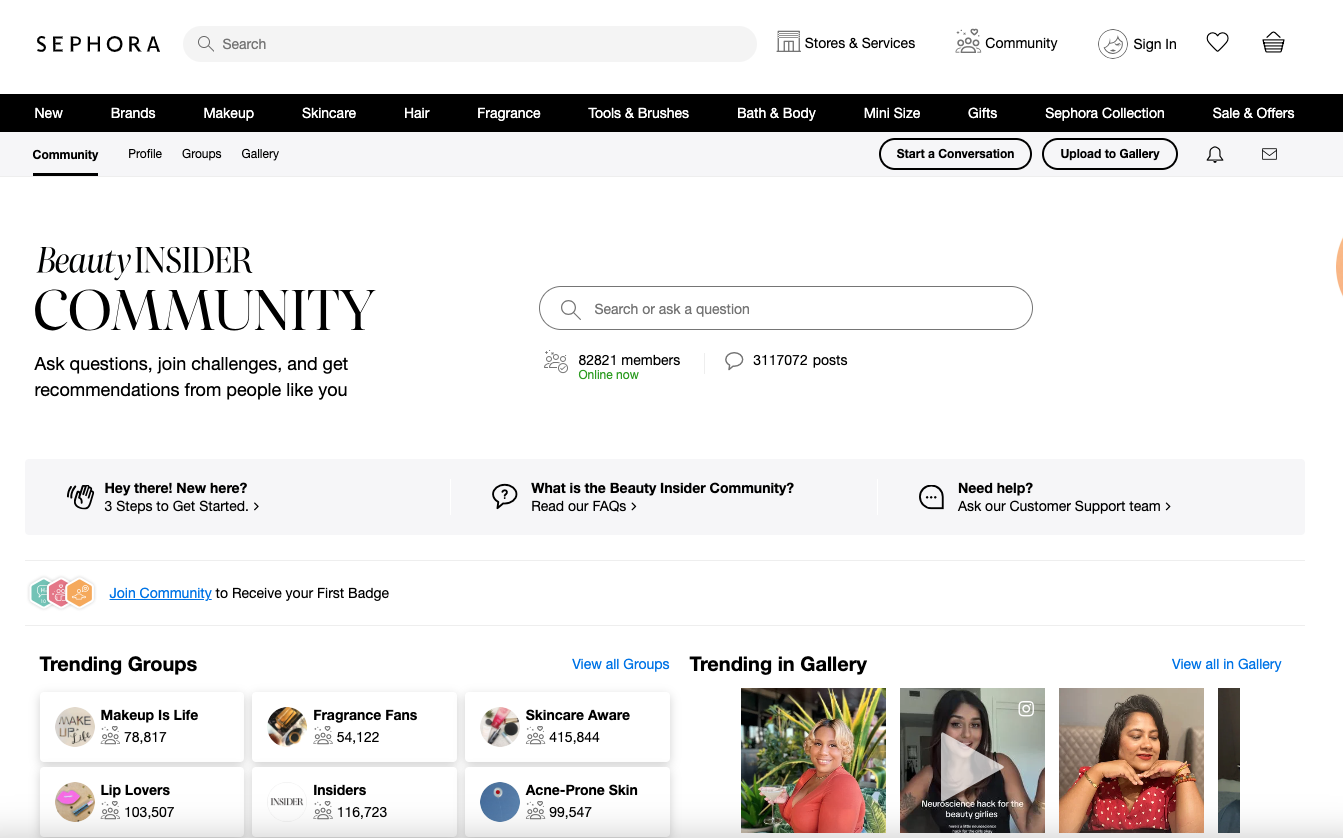 SEPHORA
Search
Stores & Services
Community
Sign In
New
Brands
Makeup
Skincare
Hair
Fragrance
Tools & Brushes
Bath & Body
Mini Size
Gifts
Sephora Collection
Sale & Offers
Community
Profile
Groups
Gallery
Start a Conversation
Upload to Gallery
Beauty INSIDER
COMMUNITY
Ask questions, join challenges, and get
recommendations from people like you
Search or ask a question
82821 members
Online now
3117072 posts
Hey there! New here?
3 Steps to Get Started. >
What is the Beauty Insider Community?
Read our FAQs >
Need help?
Ask our Customer Support team >
Join Community to Receive your First Badge
Trending Groups
View all Groups
MAKE
UP is
Life
Makeup Is Life
78,817
Fragrance Fans
54,122
Skincare Aware
415,844
Lip Lovers
103,507
INSIDER
Insiders
116,723
Acne-Prone Skin
99,547
Trending in Gallery
View all in Gallery
Neuroscience hack for the
beauty girlies